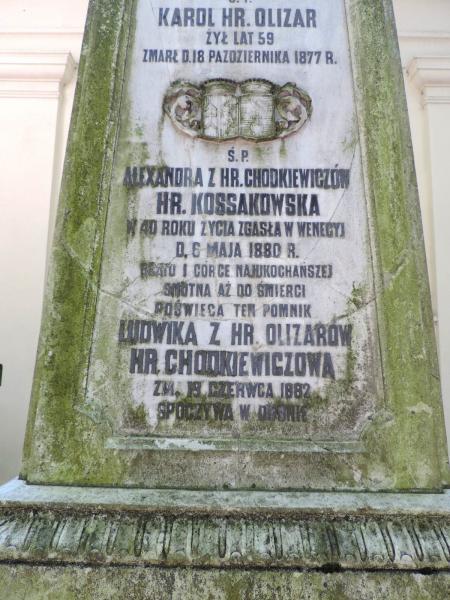 Ś.P.
KAROL HR. OLIZAR
ŻYŁ LAT 59
ZMARŁ D.18 PAŹDZIERNIKA 1877 R.
Ś.P.
ALEXANDRA Z HR. CHODKIEWICZÓW
HR. KOSSAKOWSKA
W 40 ROKU ŻYCIA ZGASŁA W WENECYJ
D. 6 MAJA 1880 R.
BRATU I CÓRCE NAJUKOCHAŃSZEJ
SMUTNA AŻ DO ŚMIERCI
POŚWIĘCA TEN POMNIK
LUDWIKA Z HR. OLIZARÓW
HR. CHODKIEWICZOWA
ZM. 19 CZERWCA 1882
SPOCZYWA W